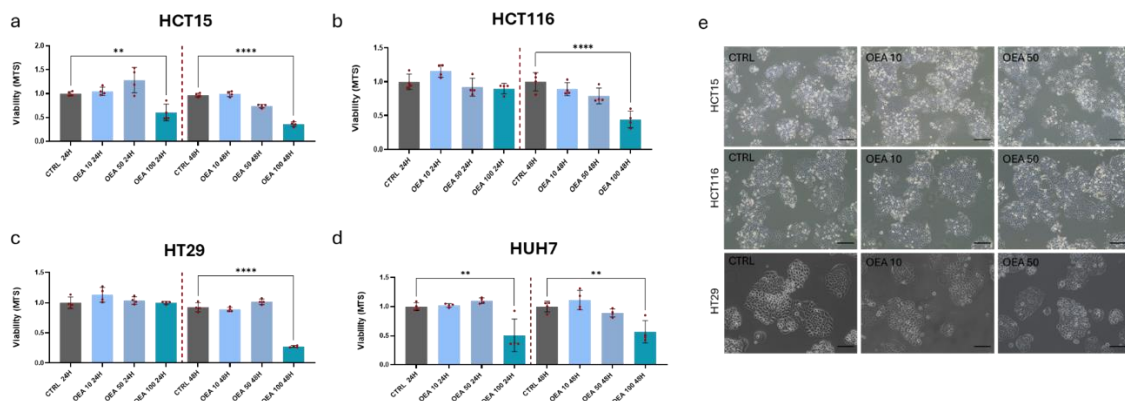 a
HCT15
Viability (MTS)
2.0
1.5
1.0
0.5
0.0
**
****
CTRL 24H
OEA 10 24H
OEA 50 24H
OEA 100 24H
CTRL 48H
OEA 10 48H
OEA 50 48H
OEA 100 48H
b
HCT116
Viability (MTS)
1.5
1.0
0.5
0.0
****
CTRL 24H
OEA 10 24H
OEA 50 24H
OEA 100 24H
CTRL 48H
OEA 10 48H
OEA 50 48H
OEA 100 48H
c
HT29
Viability (MTS)
1.5
1.0
0.5
0.0
****
CTRL 24H
OEA 10 24H
OEA 50 24H
OEA 100 24H
CTRL 48H
OEA 10 48H
OEA 50 48H
OEA 100 48H
d
HUH7
Viability (MTS)
1.5
1.0
0.5
0.0
**
**
CTRL 24H
OEA 10 24H
OEA 50 24H
OEA 100 24H
CTRL 48H
OEA 10 48H
OEA 50 48H
OEA 100 48H
e
HCT15
CTRL
OEA 10
OEA 50
HCT116
CTRL
OEA 10
OEA 50
HT29
CTRL
OEA 10
OEA 50